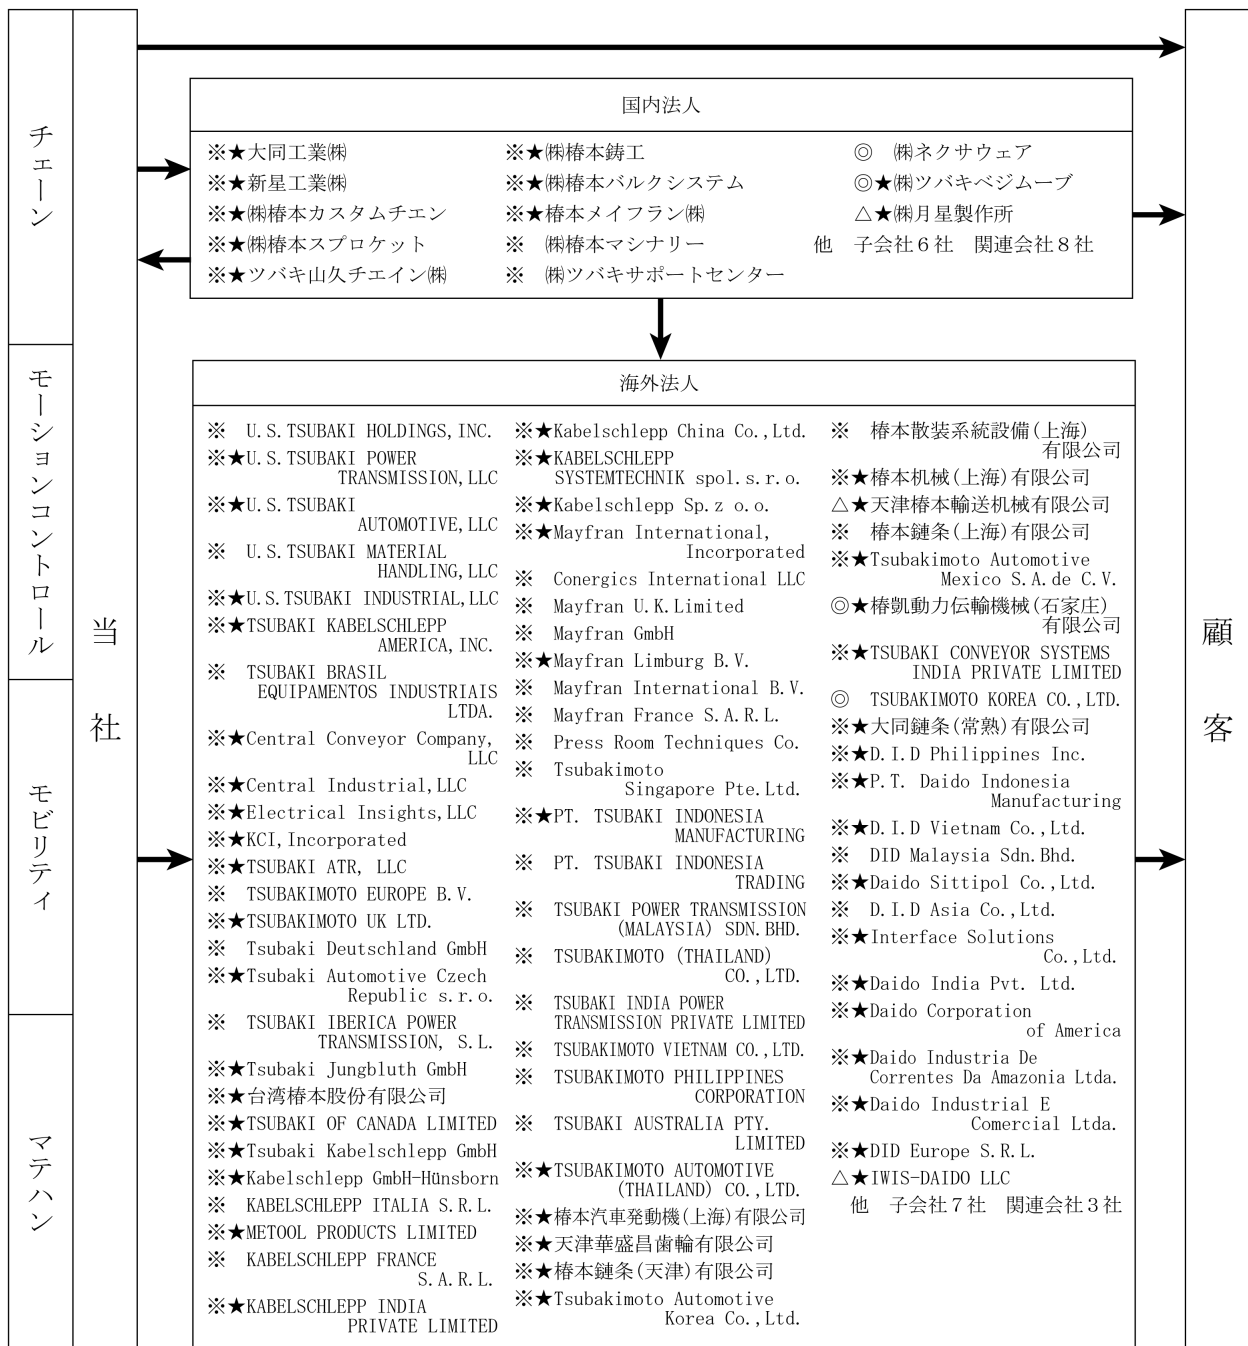 チェーン
モーションコントロール
モビリティ
マテハン
当社
国内法人
※★大同工業㈱
※★新星工業㈱
※★㈱椿本カスタムチエン
※★㈱椿本スプロケット
※★ツバキ山久チエイン㈱
※★㈱椿本鋳工
※★㈱椿本バルクシステム
※★椿本メイフラン㈱
※　㈱椿本マシナリー
※　㈱ツバキサポートセンター
◎　㈱ネクサウェア
◎★㈱ツバキベジムーブ
△★㈱月星製作所
他　子会社６社　関連会社８社
海外法人
※　U.S.TSUBAKI HOLDINGS,INC.
※★U.S.TSUBAKI POWER
TRANSMISSION,LLC
※★U.S.TSUBAKI
AUTOMOTIVE,LLC
※　U.S.TSUBAKI MATERIAL
HANDLING,LLC
※★U.S.TSUBAKI INDUSTRIAL,LLC
※★TSUBAKI KABELSCHLEPP
AMERICA,INC.
※　TSUBAKI BRASIL
EQUIPAMENTOS INDUSTRIAIS
LTDA.
※★Central Conveyor Company,
LLC
※★Central Industrial,LLC
※★Electrical Insights,LLC
※★KCI,Incorporated
※★TSUBAKI ATR, LLC
※　TSUBAKIMOTO EUROPE B.V.
※★TSUBAKIMOTO UK LTD.
※　Tsubaki Deutschland GmbH
※★Tsubaki Automotive Czech
Republic s.r.o.
※　TSUBAKI IBERICA POWER
TRANSMISSION, S.L.
※★Tsubaki Jungbluth GmbH
※★台湾椿本股份有限公司
※★TSUBAKI OF CANADA LIMITED
※★Tsubaki Kabelschlepp GmbH
※★Kabelschlepp GmbH-Hünsborn
※　KABELSCHLEPP ITALIA S.R.L.
※★METOOL PRODUCTS LIMITED
※　KABELSCHLEPP FRANCE
S.A.R.L.
※★KABELSCHLEPP INDIA
PRIVATE LIMITED
※★Kabelschlepp China Co.,Ltd.
※★KABELSCHLEPP
SYSTEMTECHNIK spol.s.r.o.
※★Kabelschlepp Sp.z o.o.
※★Mayfran International,
Incorporated
※　Conergics International LLC
※　Mayfran U.K.Limited
※　Mayfran GmbH
※★Mayfran Limburg B.V.
※　Mayfran International B.V.
※　Mayfran France S.A.R.L.
※　Press Room Techniques Co.
※　Tsubakimoto
Singapore Pte.Ltd.
※★PT. TSUBAKI INDONESIA
MANUFACTURING
※　PT. TSUBAKI INDONESIA
TRADING
※　TSUBAKI POWER TRANSMISSION
(MALAYSIA) SDN.BHD.
※　TSUBAKIMOTO (THAILAND)
CO.,LTD.
※　TSUBAKI INDIA POWER
TRANSMISSION PRIVATE LIMITED
※　TSUBAKIMOTO VIETNAM CO.,LTD.
※　TSUBAKIMOTO PHILIPPINES
CORPORATION
※　TSUBAKI AUSTRALIA PTY.
LIMITED
※★TSUBAKIMOTO AUTOMOTIVE
(THAILAND) CO.,LTD.
※★椿本汽車発動機(上海)有限公司
※★天津華盛昌歯輪有限公司
※★椿本鏈条(天津)有限公司
※★Tsubakimoto Automotive
Korea Co.,Ltd.
※　椿本散装系統設備(上海)
有限公司
※★椿本机械(上海)有限公司
△★天津椿本輸送机械有限公司
※　椿本鏈条(上海)有限公司
※★Tsubakimoto Automotive
Mexico S.A.de C.V.
◎★椿凱動力伝輸機械(石家庄)
有限公司
※★TSUBAKI CONVEYOR SYSTEMS
INDIA PRIVATE LIMITED
◎　TSUBAKIMOTO KOREA CO.,LTD.
※★大同鏈条(常熟)有限公司
※★D.I.D Philippines Inc.
※★P.T. Daido Indonesia
Manufacturing
※★D.I.D Vietnam Co.,Ltd.
※　DID Malaysia Sdn.Bhd.
※★Daido Sittipol Co.,Ltd.
※　D.I.D Asia Co.,Ltd.
※★Interface Solutions
Co.,Ltd.
※★Daido India Pvt. Ltd.
※★Daido Corporation
of America
※★Daido Industria De
Correntes Da Amazonia Ltda.
※★Daido Industrial E
Comercial Ltda.
※★DID Europe S.R.L.
△★IWIS-DAIDO LLC
他　子会社７社　関連会社３社
顧客